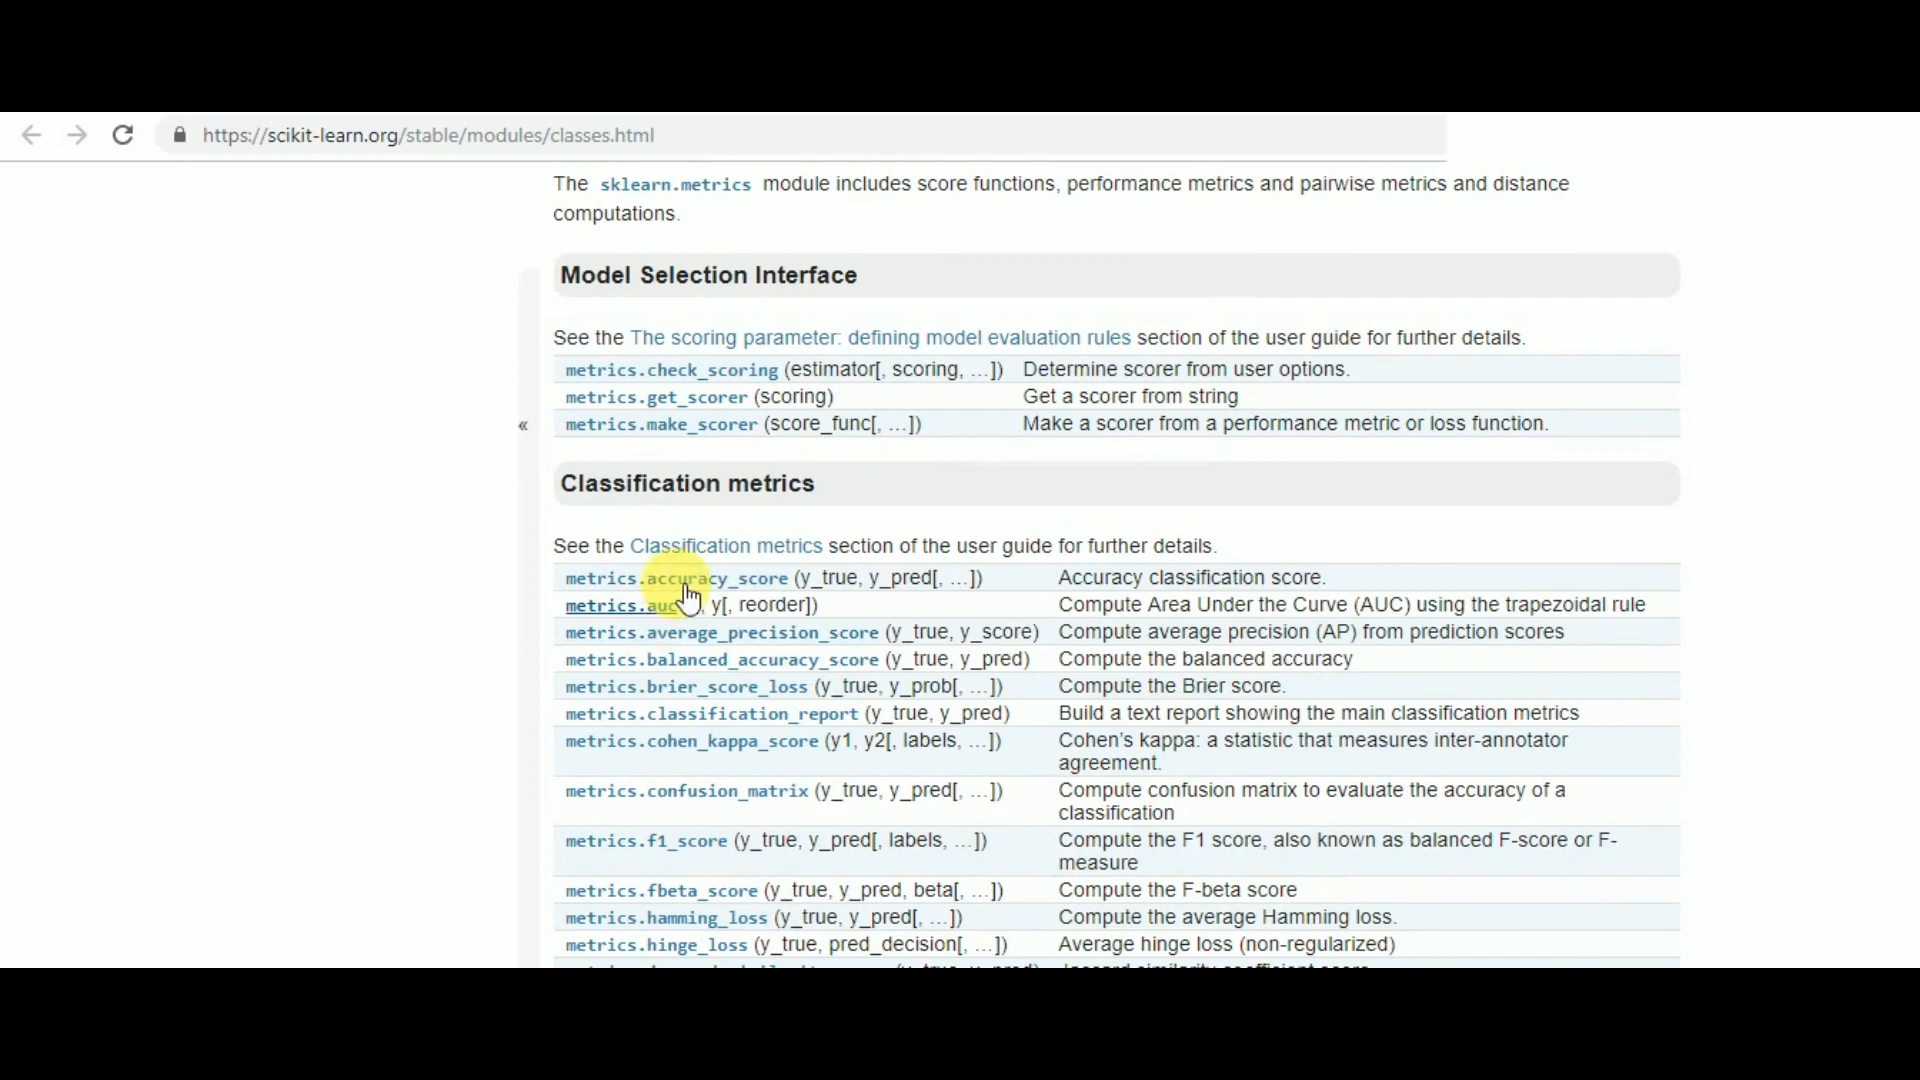 https://scikit-learn.org/stable/modules/classes.html
The sklearn.metrics module includes score functions, performance metrics and pairwise metrics and distance
computations.
Model Selection Interface
See the The scoring parameter: defining model evaluation rules section of the user guide for further details.
metrics.check_scoring (estimator[, scoring, ...]) Determine scorer from user options.
metrics.get_scorer (scoring) Get a scorer from string
metrics.make_scorer (score_func[, ...]) Make a scorer from a performance metric or loss function.
«
Classification metrics
See the Classification metrics section of the user guide for further details.
metrics.accuracy_score (y_true, y_pred[, ...]) Accuracy classification score.
metrics.auc , y[, reorder]) Compute Area Under the Curve (AUC) using the trapezoidal rule
metrics.average_precision_score (y_true, y_score) Compute average precision (AP) from prediction scores
metrics.balanced_accuracy_score (y_true, y_pred) Compute the balanced accuracy
metrics.brier_score_loss (y_true, y_prob[, ...]) Compute the Brier score.
metrics.classification_report (y_true, y_pred) Build a text report showing the main classification metrics
metrics.cohen_kappa_score (y1, y2[, labels, ...]) Cohen's kappa: a statistic that measures inter-annotator
agreement.
metrics.confusion_matrix (y_true, y_pred[, ...]) Compute confusion matrix to evaluate the accuracy of a
classification
metrics.f1_score (y_true, y_pred[, labels, ...]) Compute the F1 score, also known as balanced F-score or F-
measure
metrics.fbeta_score (y_true, y_pred, beta[, ...]) Compute the F-beta score
metrics.hamming_loss (y_true, y_pred[, ...]) Compute the average Hamming loss.
metrics.hinge_loss (y_true, pred_decision[, ...]) Average hinge loss (non-regularized)